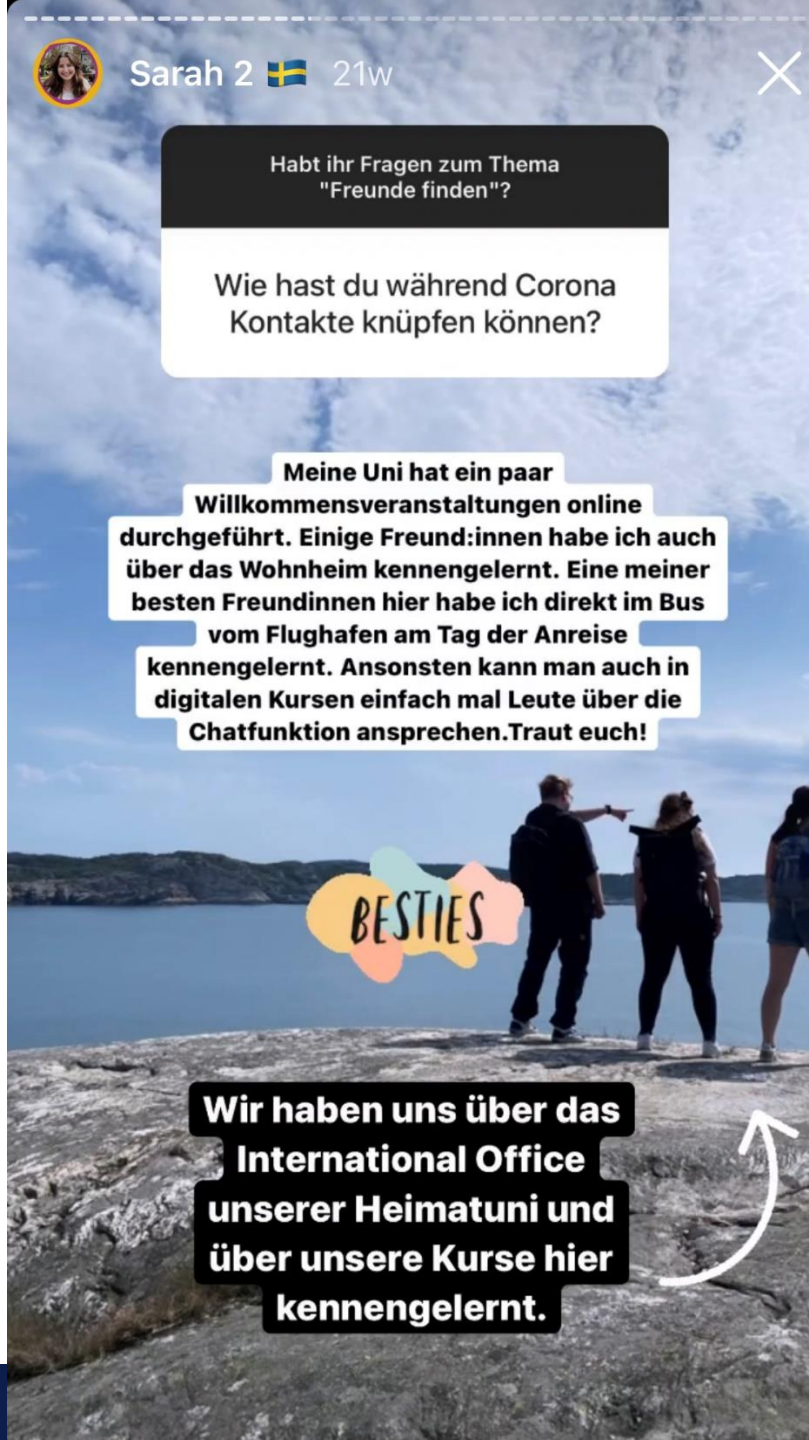 Sarah 2 🇸🇪 21w
Habt ihr Fragen zum Thema
"Freunde finden"?
Wie hast du während Corona
Kontakte knüpfen können?
Meine Uni hat ein paar
Willkommensveranstaltungen online
durchgeführt. Einige Freund:innen habe ich auch
über das Wohnheim kennengelernt. Eine meiner
besten Freundinnen hier habe ich direkt im Bus
vom Flughafen am Tag der Anreise
kennengelernt. Ansonsten kann man auch in
digitalen Kursen einfach mal Leute über die
Chatfunktion ansprechen.Traut euch!
BESTIES
Wir haben uns über das
International Office
unserer Heimatuni und
über unsere Kurse hier
kennengelernt.